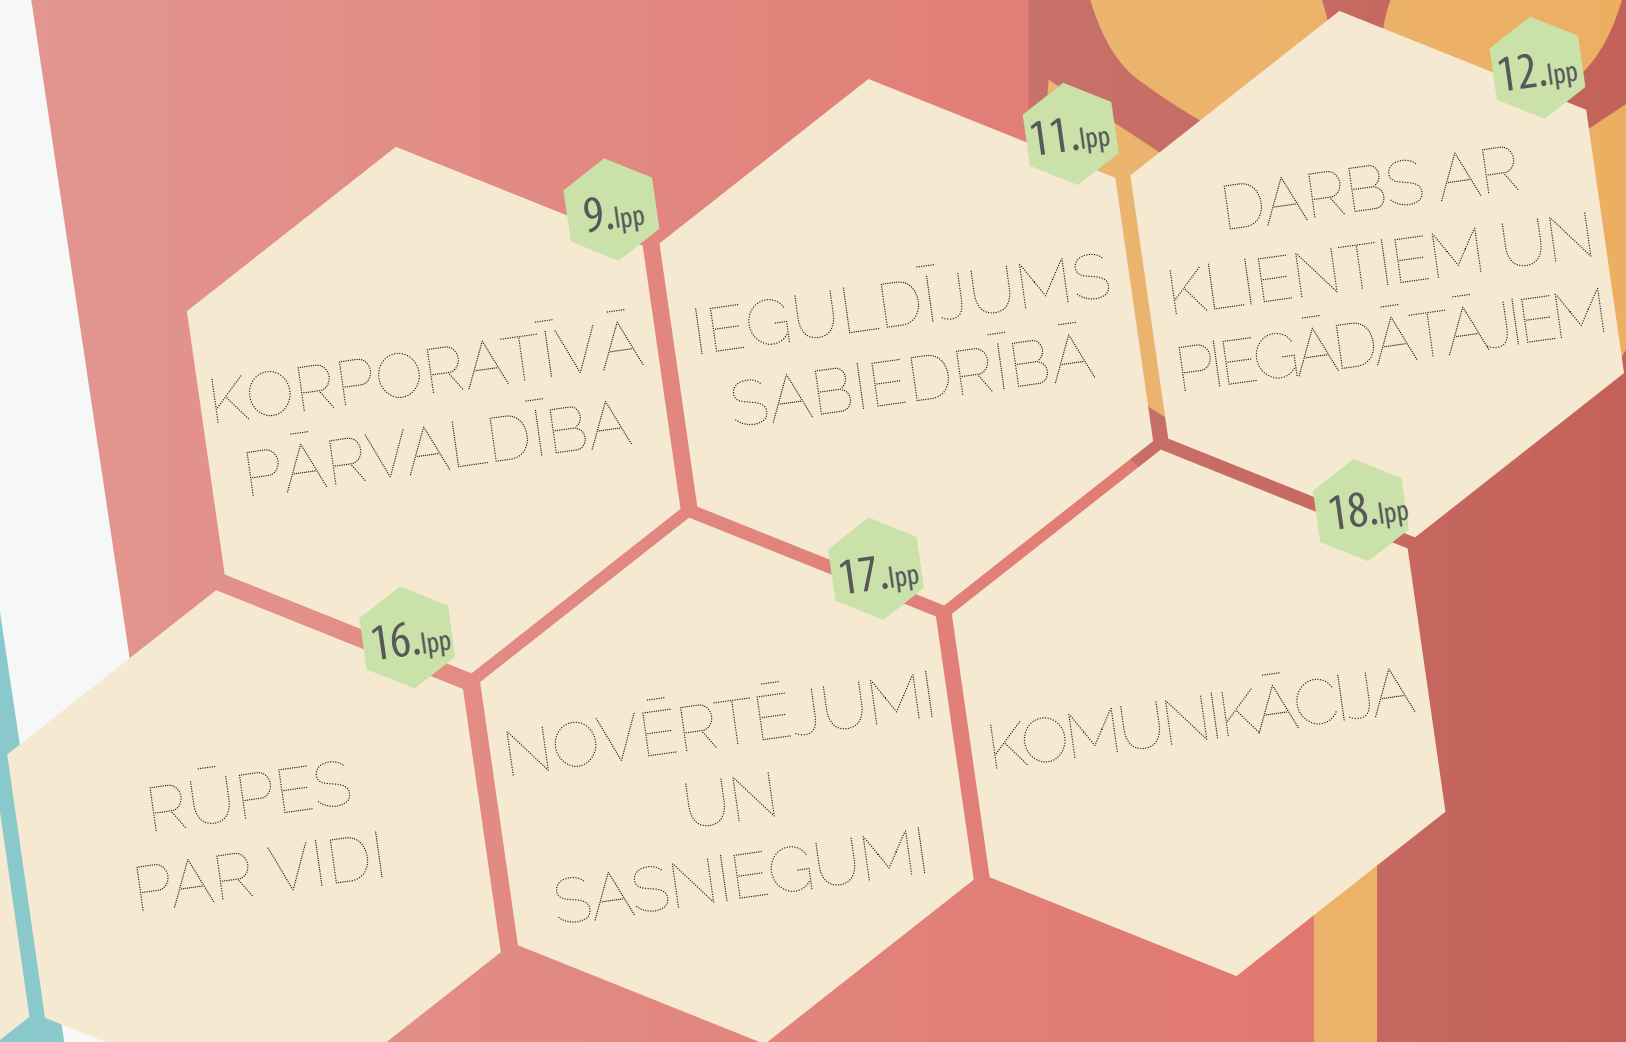 9.lpp
KORPORATĪVĀ
PĀRVALDĪBA
11.lpp
IEGULDĪJUMS
SABIEDRĪBĀ
12.lpp
DARBS AR
KLIENTIEM UN
PIEGĀDĀTĀJIEM
16.lpp
RŪPES
PAR VIDI
17.lpp
NOVĒRTĒJUMI
UN
SASNIEGUMI
18.lpp
KOMUNIKĀCIJA